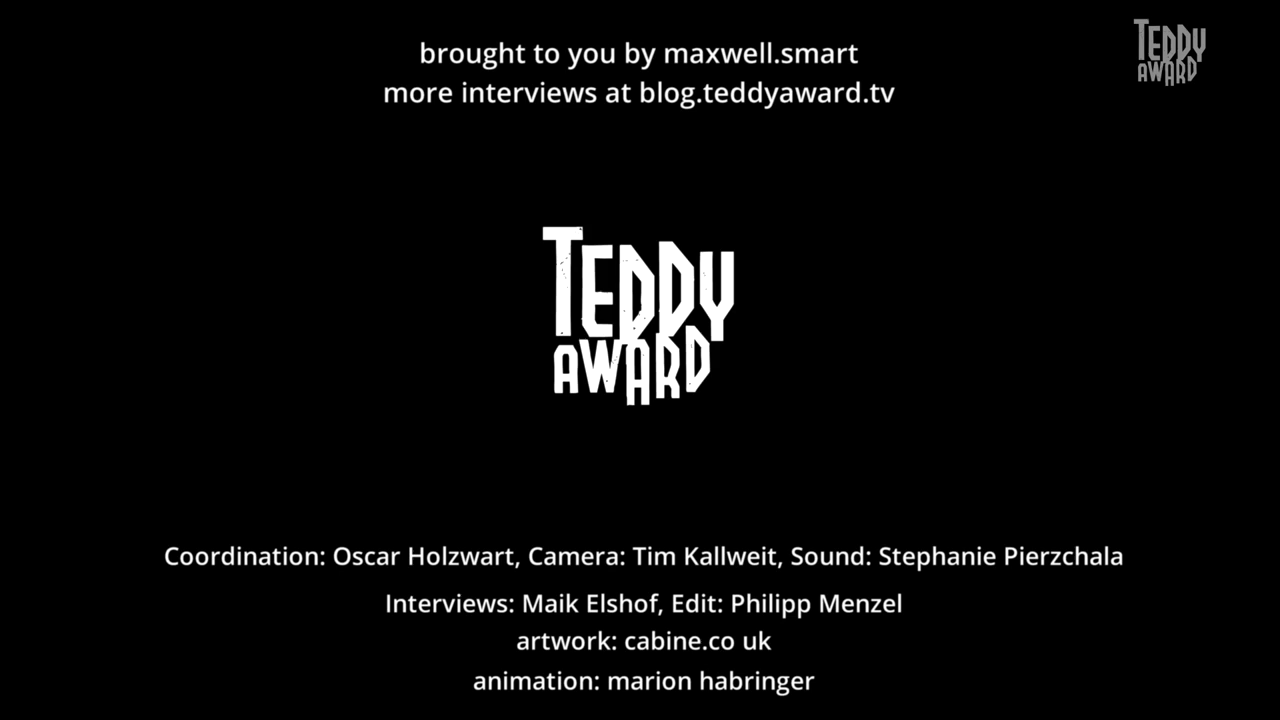 brought to you by maxwell.smart
more interviews at blog.teddyaward.tv
TEDDY
AWARD
TEDDY
AWARD
Coordination: Oscar Holzwart, Camera: Tim Kallweit, Sound: Stephanie Pierzchala
Interviews: Maik Elshof, Edit: Philipp Menzel
artwork: cabine.co uk
animation: marion habringer